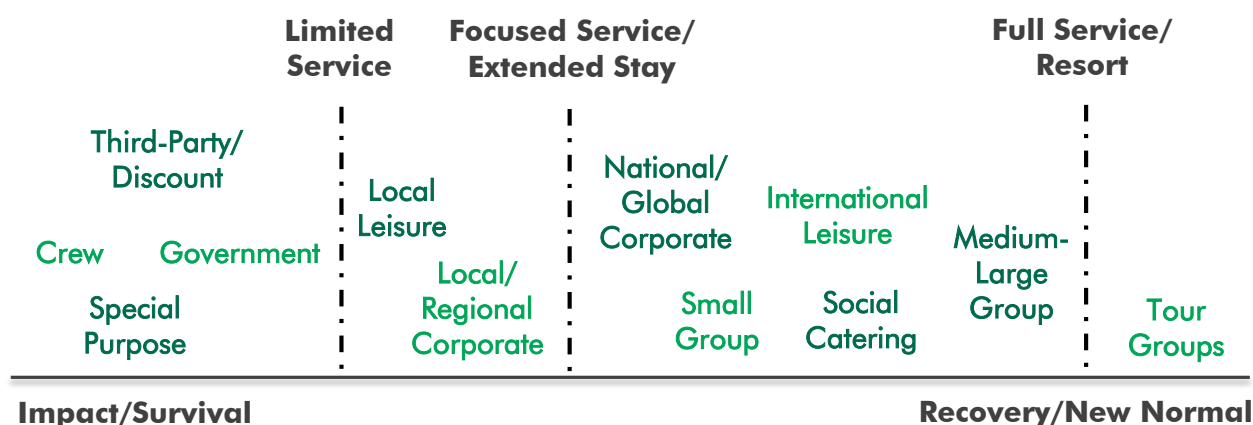 Limited
Service
Focused Service/
Extended Stay
Full Service/
Resort
Third-Party/
Discount
Crew
Government
Special
Purpose
Local
Leisure
Local/
Regional
Corporate
National/
Global
Corporate
International
Leisure
Small
Group
Social
Catering
Medium-
Large
Group
Tour
Groups
Impact/Survival
Recovery/New Normal